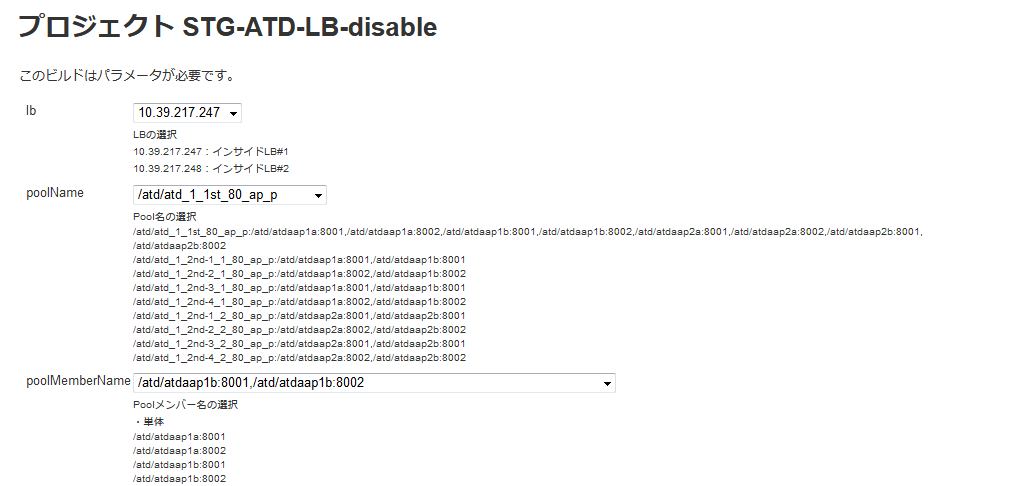 プロジェクト STG-ATD-LB-disable
このビルドはパラメータが必要です。
lb
10.39.217.247
LBの選択
10.39.217.247：インサイドLB#1
10.39.217.248：インサイドLB#2
poolName
/atd/atd_1_1st_80_ap_p
Pool名の選択
/atd/atd_1_1st_80_ap_p:/atd/atdaap1a:8001,/atd/atdaap1a:8002,/atd/atdaap1b:8001,/atd/atdaap1b:8002,/atd/atdaap2a:8001,/atd/atdaap2a:8002,/atd/atdaap2b:8001,
/atd/atdaap2b:8002
/atd/atd_1_2nd-1_1_80_ap_p:/atd/atdaap1a:8001,/atd/atdaap1b:8001
/atd/atd_1_2nd-2_1_80_ap_p:/atd/atdaap1a:8002,/atd/atdaap1b:8002
/atd/atd_1_2nd-3_1_80_ap_p:/atd/atdaap1a:8001,/atd/atdaap1b:8001
/atd/atd_1_2nd-4_1_80_ap_p:/atd/atdaap1a:8002,/atd/atdaap1b:8002
/atd/atd_1_2nd-1_2_80_ap_p:/atd/atdaap2a:8001,/atd/atdaap2b:8001
/atd/atd_1_2nd-2_2_80_ap_p:/atd/atdaap2a:8002,/atd/atdaap2b:8002
/atd/atd_1_2nd-3_2_80_ap_p:/atd/atdaap2a:8001,/atd/atdaap2b:8001
/atd/atd_1_2nd-4_2_80_ap_p:/atd/atdaap2a:8002,/atd/atdaap2b:8002
poolMemberName
/atd/atdaap1b:8001,/atd/atdaap1b:8002
Poolメンバー名の選択
・単体
/atd/atdaap1a:8001
/atd/atdaap1a:8002
/atd/atdaap1b:8001
/atd/atdaap1b:8002